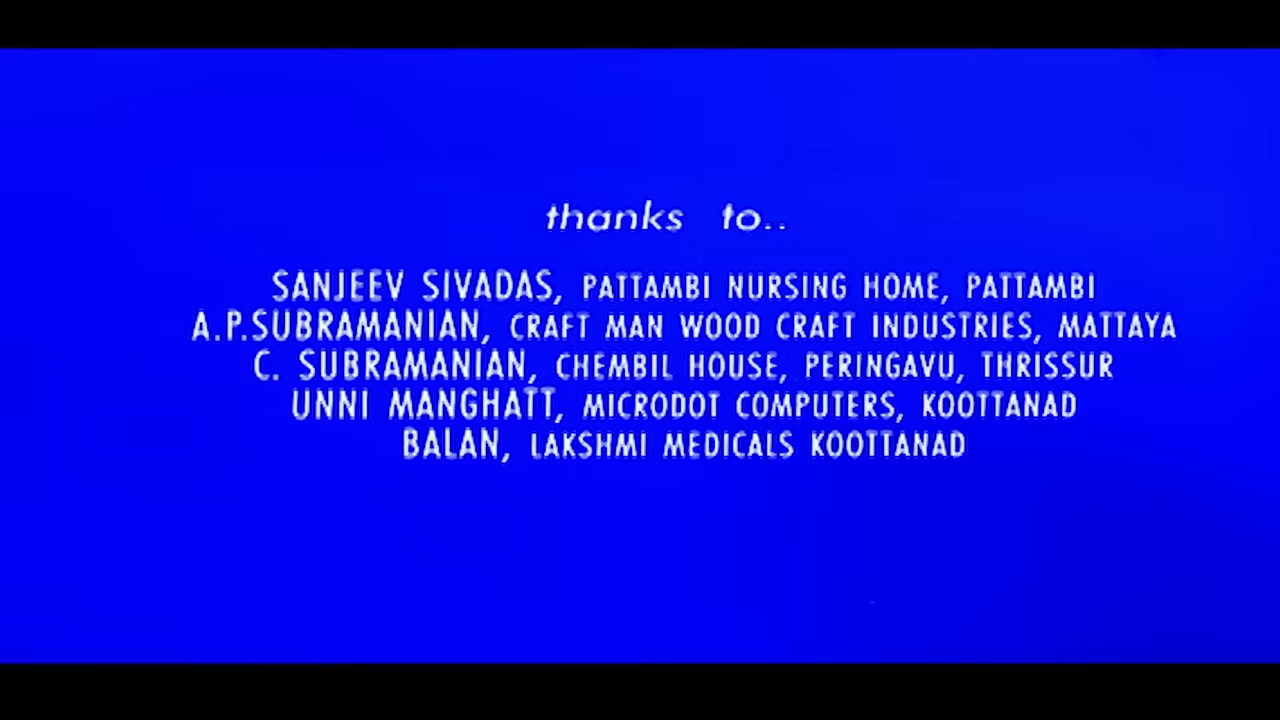 thanks to..
SANJEEV SIVADAS, PATTAMBI NURSING HOME, PATTAMBI
A.P.SUBRAMANIAN, CRAFT MAN WOOD CRAFT INDUSTRIES, MATTAYA
C. SUBRAMANIAN, CHEMBIL HOUSE, PERINGAVU, THRISSUR
UNNI MANGHATT, MICRODOT COMPUTERS, KOOTTANAD
BALAN, LAKSHMI MEDICALS KOOTTANAD